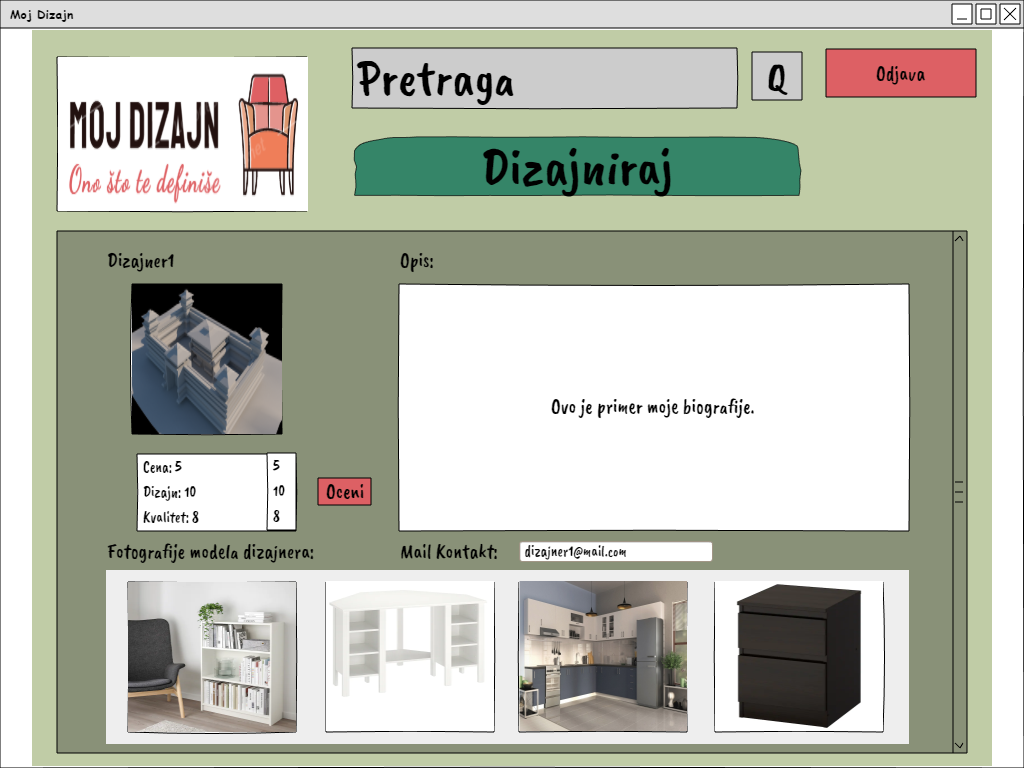 Moj Dizajn
Pretraga
Q
Odjava
MOJ DIZAJN
Ono što te definiše
Dizajniraj
Dizajner1
Opis:
Ovo je primer moje biografije.
Cena: 5
5
Dizajn: 10
10
Kvalitet: 8
8
Oceni
Fotografije modela dizajnera:
Mail Kontakt:
dizajner1@mail.com